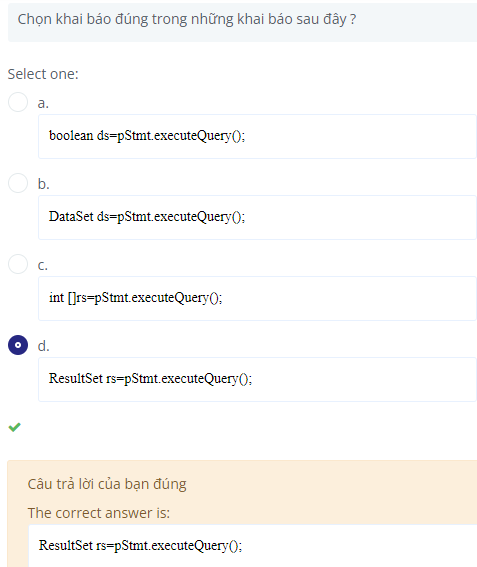 Chọn khai báo đúng trong những khai báo sau đây ?
Select one:
a.
boolean ds=pStmt.executeQuery();
b.
DataSet ds=pStmt.executeQuery();
c.
int []rs=pStmt.executeQuery();
d.
ResultSet rs=pStmt.executeQuery();
Câu trả lời của bạn đúng
The correct answer is:
ResultSet rs=pStmt.executeQuery();